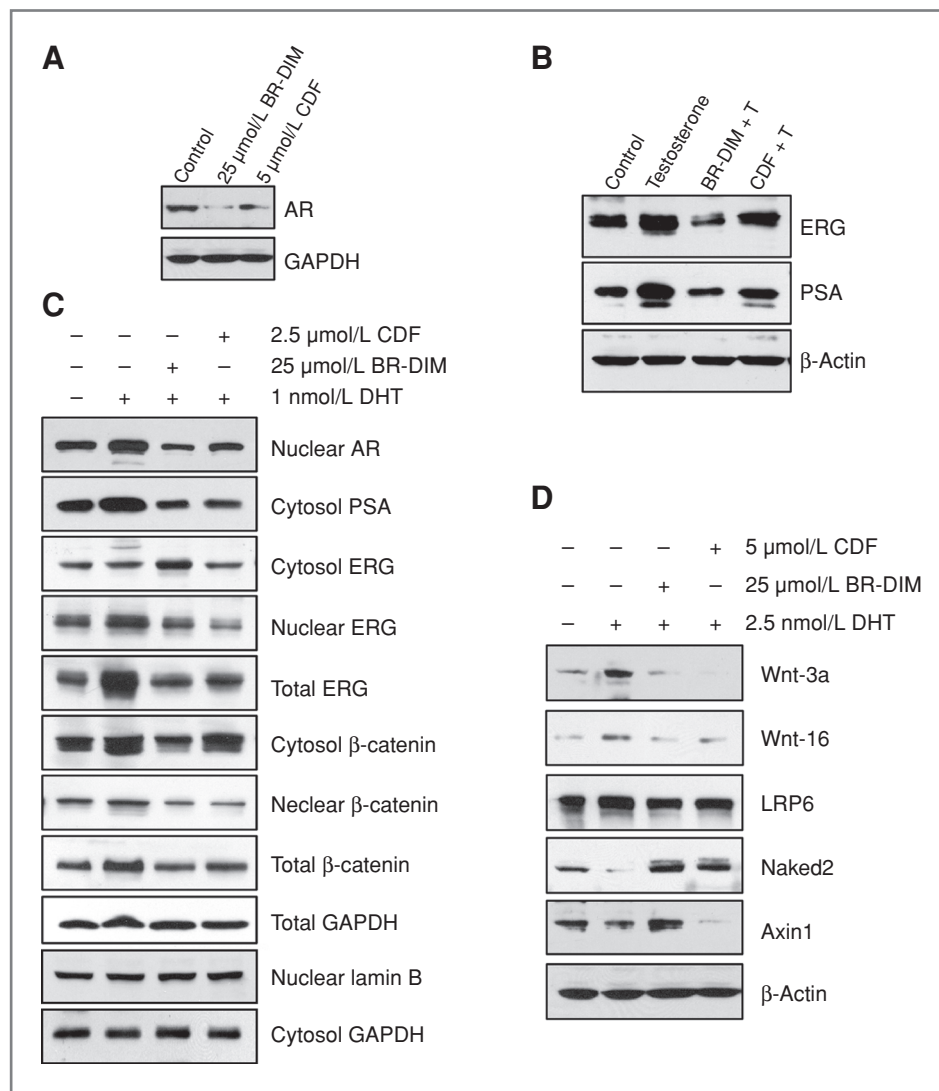 A
Control
25 µmol/L BR-DIM
5 µmol/L CDF
AR
GAPDH
B
Control
Testosterone
BR-DIM + T
CDF + T
ERG
PSA
β-Actin
C
– – – + 2.5 µmol/L CDF
– – + – 25 µmol/L BR-DIM
– + + + 1 nmol/L DHT
Nuclear AR
Cytosol PSA
Cytosol ERG
Nuclear ERG
Total ERG
Cytosol β-catenin
Neclear β-catenin
Total β-catenin
Total GAPDH
Nuclear lamin B
Cytosol GAPDH
D
– – – + 5 µmol/L CDF
– – + – 25 µmol/L BR-DIM
– + + + 2.5 nmol/L DHT
Wnt-3a
Wnt-16
LRP6
Naked2
Axin1
β-Actin